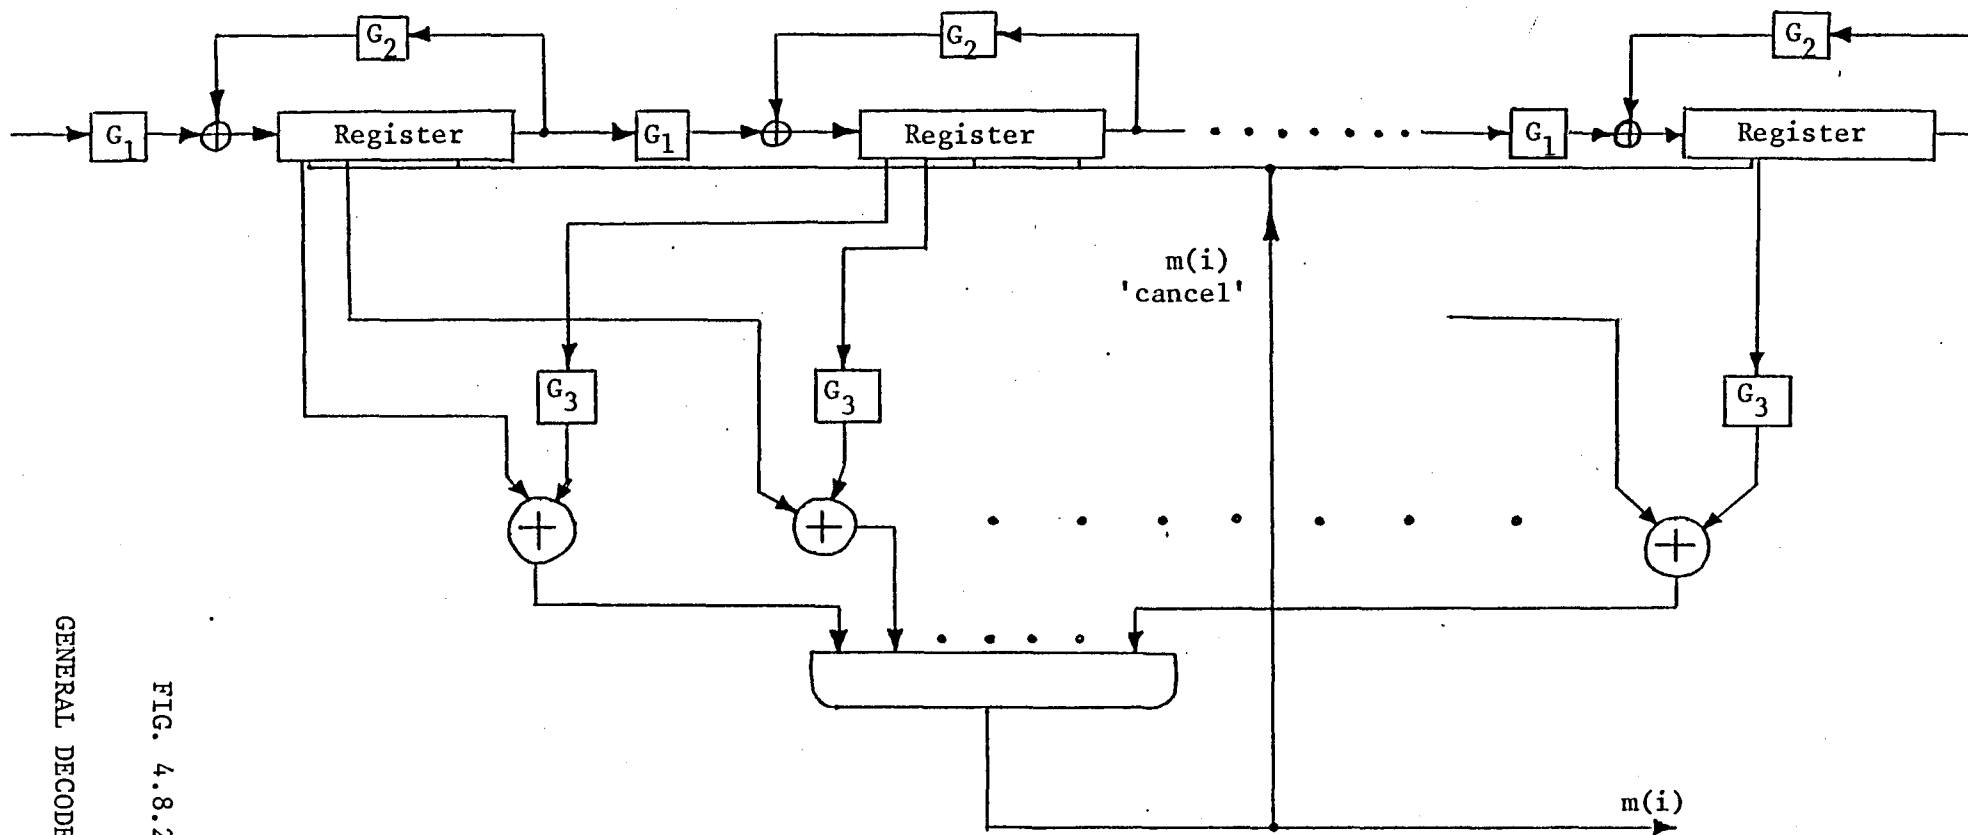 G2
G2
G2
G1
Register
G1
Register
G1
Register
m(i)
'cancel'
G3
G3
G3
m(i)
FIG. 4.8.2
GENERAL DECODE